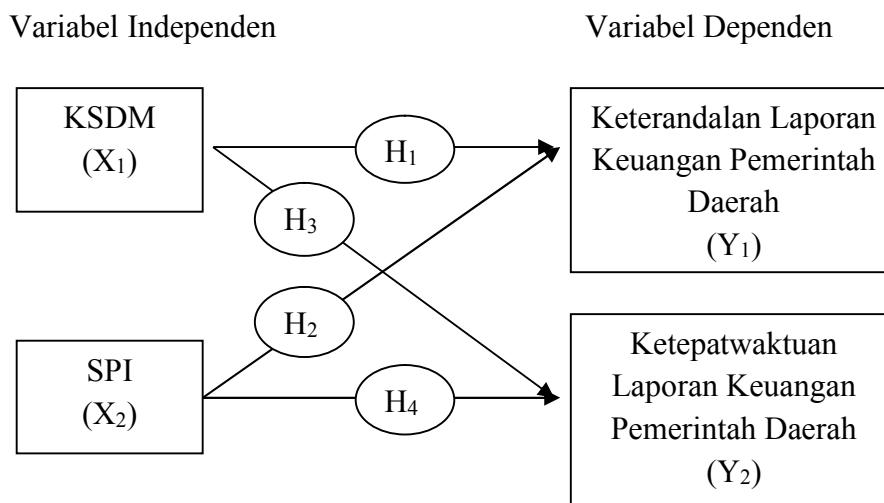 Variabel Independen
Variabel Dependen
KSDM
(X₁)
H₁
Keterandalan Laporan
Keuangan Pemerintah
Daerah
(Y₁)
H₃
H₂
SPI
(X₂)
H₄
Ketepatwaktuan
Laporan Keuangan
Pemerintah Daerah
(Y₂)